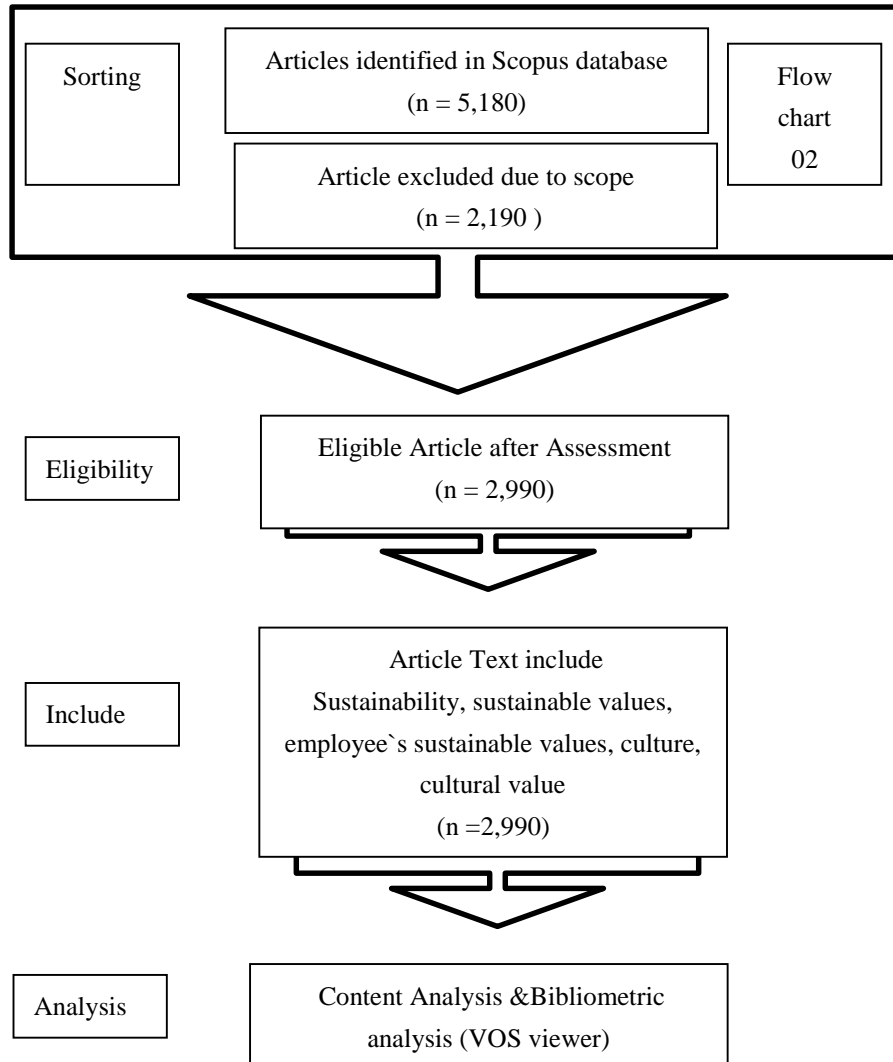 Sorting
Articles identified in Scopus database
(n = 5,180)
Flow
chart
02
Article excluded due to scope
(n = 2,190 )
Eligibility
Eligible Article after Assessment
(n = 2,990)
Include
Article Text include
Sustainability, sustainable values,
employee`s sustainable values, culture,
cultural value
(n =2,990)
Analysis
Content Analysis &Bibliometric
analysis (VOS viewer)